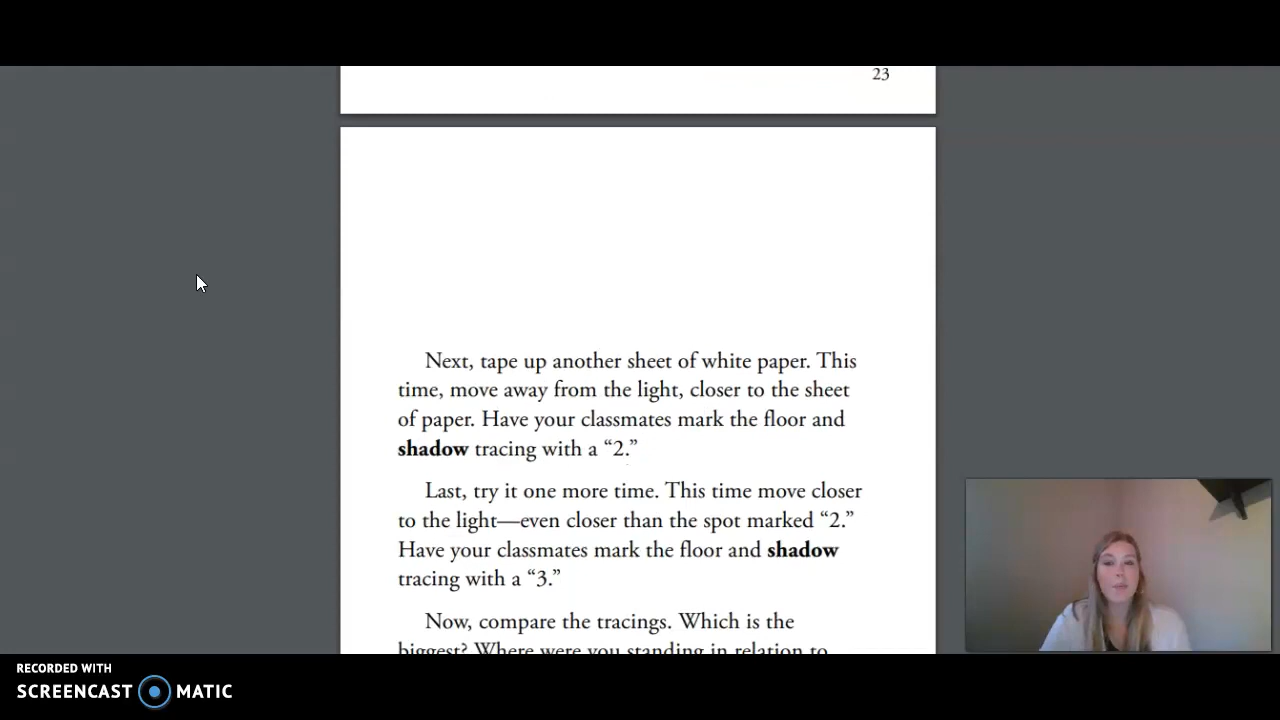 23
Next, tape up another sheet of white paper. This
time, move away from the light, closer to the sheet
of paper. Have your classmates mark the floor and
shadow tracing with a “2.”
Last, try it one more time. This time move closer
to the light—even closer than the spot marked “2.”
Have your classmates mark the floor and shadow
tracing with a “3.”
Now, compare the tracings. Which is the
biggest? Where were you standing in relation to
RECORDED WITH
SCREENCAST MATIC